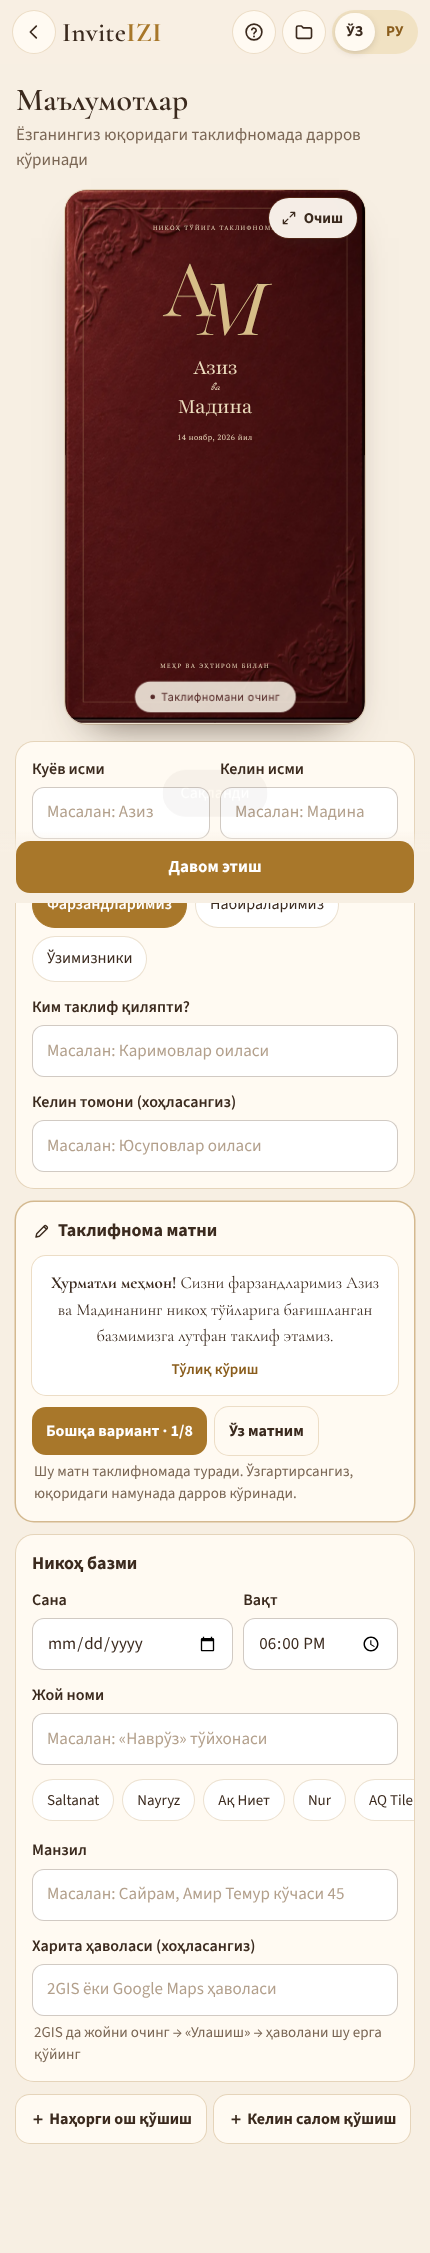 InviteIZI
ЎЗ
РУ
Маълумотлар
Ёзганингиз юқоридаги таклифномада дарров
кўринади
Очиш
НИКОҲ ТЎЙИГА
AM
Азиз
ва
Мадина
14 ноябр, 2026 йил
МЕҲР ВА ЭҲТИРОМ БИЛАН
Таклифномани очинг
Куёв исми
Келин исми
Масалан: Азиз
Масалан: Мадина
Давом этиш
Фарзандларимиз
Набираларимиз
Ўзимизники
Ким таклиф қиляпти?
Масалан: Каримовлар оиласи
Келин томони (хоҳласангиз)
Масалан: Юсуповлар оиласи
Таклифнома матни
Ҳурматли меҳмон! Сизни фарзандларимиз Азиз
ва Мадинанинг никоҳ тўйларига бағишланган
базмимизга лутфан таклиф этамиз.
Тўлиқ кўриш
Бошқа вариант · 1/8
Ўз матним
Шу матн таклифномада туради. Ўзгартирсангиз,
юқоридаги намунада дарров кўринади.
Никоҳ базми
Сана
Вақт
mm/dd/yyyy
06:00 PM
Жой номи
Масалан: «Наврўз» тўйхонаси
Saltanat
Nayryz
Ақ Ниет
Nur
AQ Tile
Манзил
Масалан: Сайрам, Амир Темур кўчаси 45
Харита ҳаволаси (хоҳласангиз)
2GIS ёки Google Maps ҳаволаси
2GIS да жойни очинг → «Улашиш» → ҳаволани шу ерга
қўйинг
+ Наҳорги ош қўшиш
+ Келин салом қўшиш